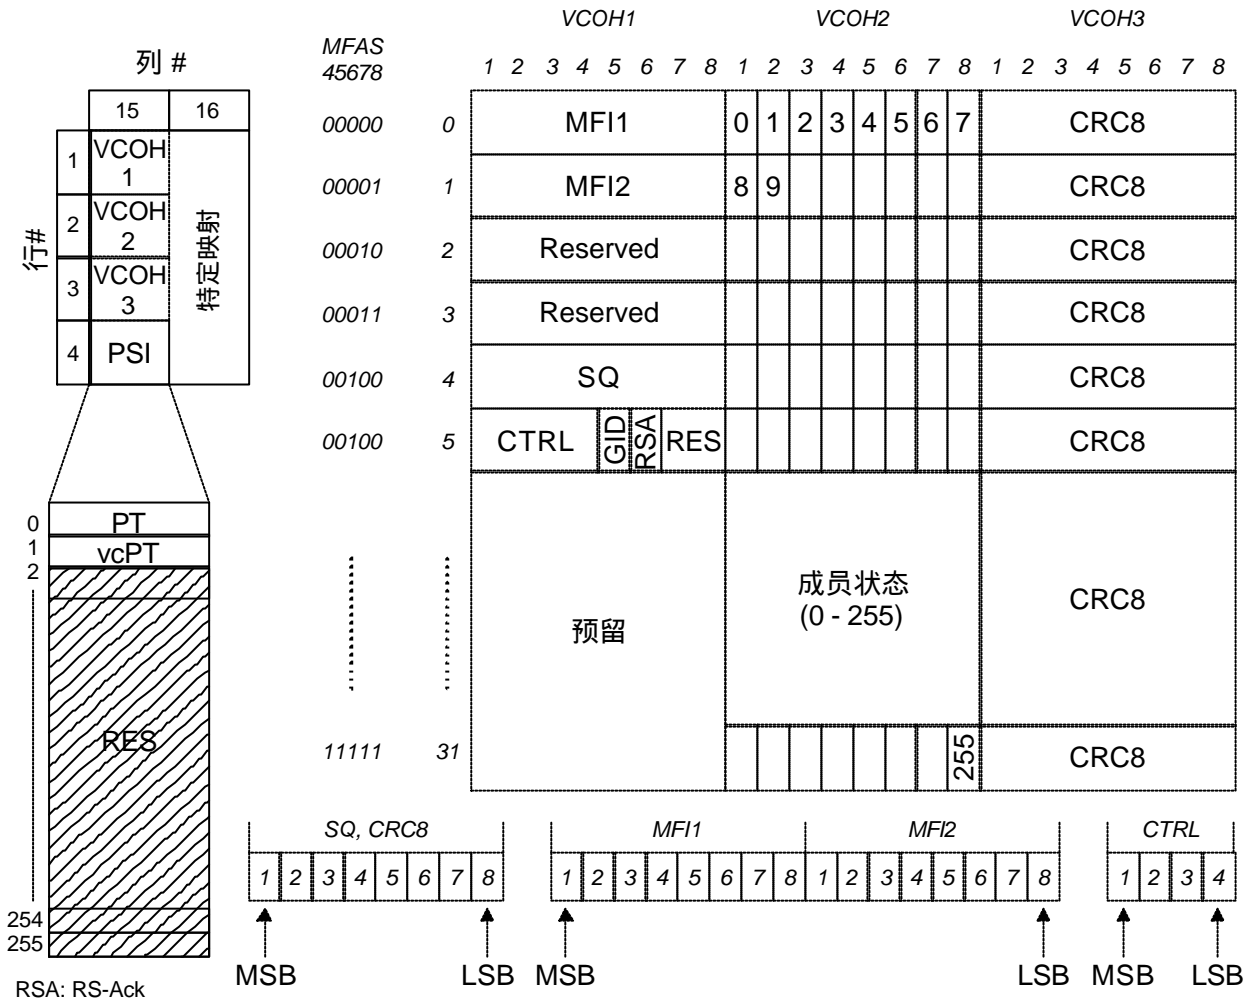 VCOH1 VCOH2 VCOH3
MFAS
45678
1 2 3 4 5 6 7 8 1 2 3 4 5 6 7 8 1 2 3 4 5 6 7 8
列 #
15 16
行#
1 VCOH 1
2 VCOH 2
3 VCOH 3
4 PSI
特定映射
00000 0 MFI1 0 1 2 3 4 5 6 7 CRC8
00001 1 MFI2 8 9 CRC8
00010 2 Reserved CRC8
00011 3 Reserved CRC8
00100 4 SQ CRC8
00100 5 CTRL GID RSA RES CRC8
预留
成员状态
(0 - 255)
CRC8
11111 31 255 CRC8
0 PT
1 vcPT
2
RES
254
255
SQ, CRC8
1 2 3 4 5 6 7 8
MSB LSB
MFI1 MFI2
1 2 3 4 5 6 7 8 1 2 3 4 5 6 7 8
MSB LSB
CTRL
1 2 3 4
MSB LSB
RSA: RS-Ack